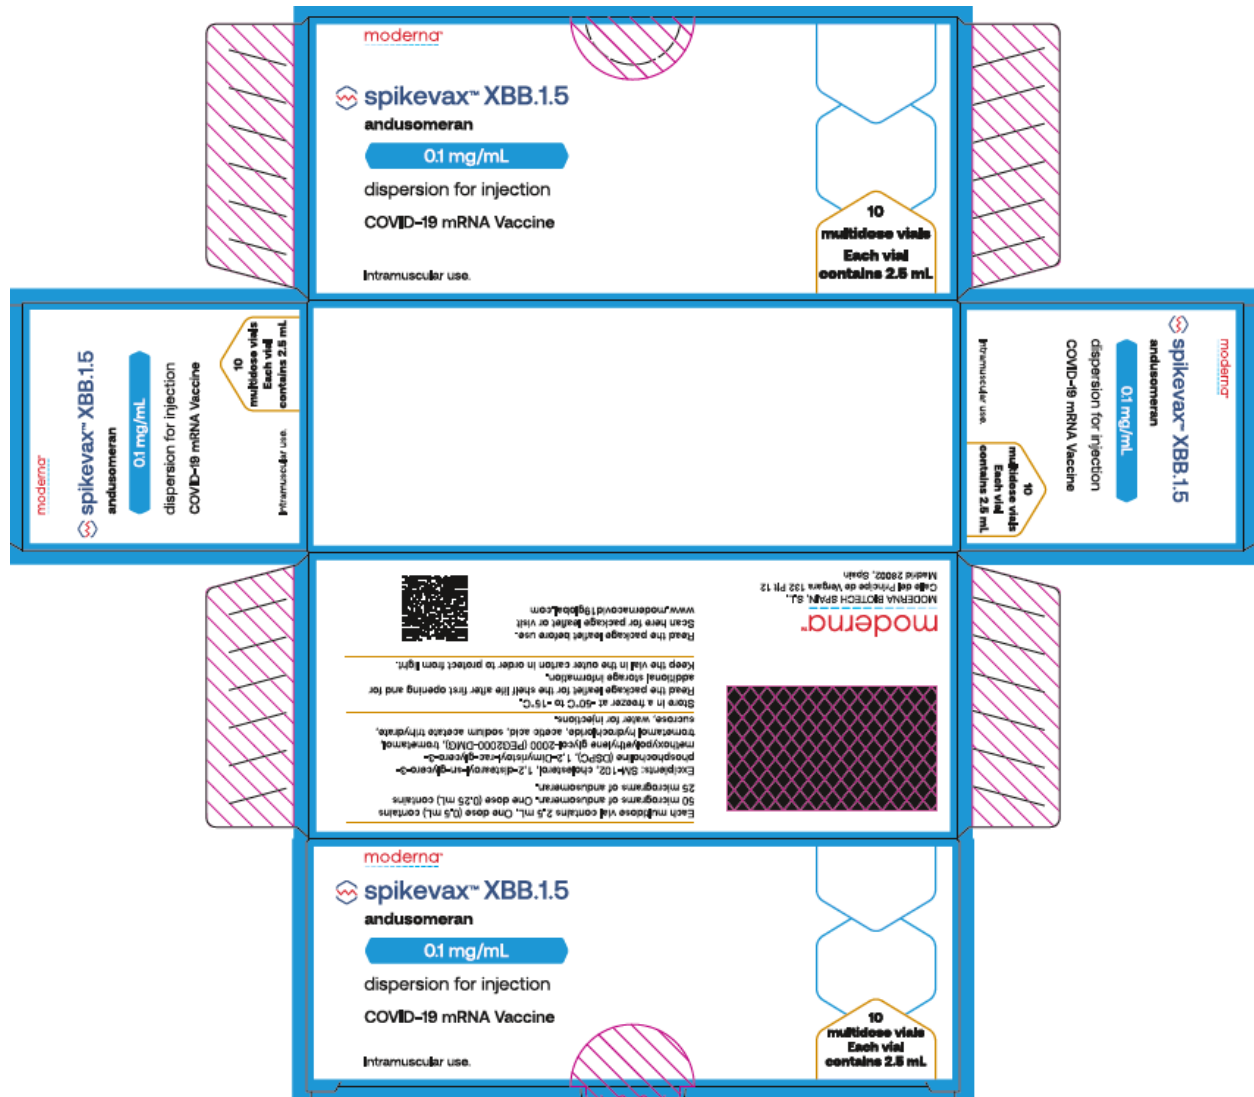 moderna
spikevax™ XBB.1.5
andusomeran
0.1 mg/mL
dispersion for injection
COVID-19 mRNA Vaccine
Intramuscular use.
10
multidose vials
Each vial
contains 2.5 mL
moderna
spikevax™ XBB.1.5
andusomeran
0.1 mg/mL
dispersion for injection
COVID-19 mRNA Vaccine
Intramuscular use.
10
multidose vials
Each vial
contains 2.5 mL
moderna
spikevax™ XBB.1.5
andusomeran
0.1 mg/mL
dispersion for injection
COVID-19 mRNA Vaccine
Intramuscular use.
10
multidose vials
Each vial
contains 2.5 mL
Each multidose vial contains 2.5 mL. One dose (0.5 mL) contains
50 micrograms of andusomeran. One dose (0.25 mL) contains
25 micrograms of andusomeran.
Excipients: SM-102, cholesterol, 1,2-distearoyl-sn-glycero-3-
phosphocholine (DSPC), 1,2-Dimyristoyl-rac-glycero-3-
methoxypolyethylene glycol-2000 (PEG2000-DMG), trometamol,
trometamol hydrochloride, acetic acid, sodium acetate trihydrate,
sucrose, water for injections.
Store in a freezer at -50°C to -15°C.
Read the package leaflet for the shelf life after first opening and for
additional storage information.
Keep the vial in the outer carton in order to protect from light.
Read the package leaflet before use.
Scan here for package leaflet or visit
www.modernacovid19global.com
moderna™
MODERNA BIOTECH SPAIN, S.L.
Calle del Príncipe de Vergara 132 Plt 12
Madrid 28002, Spain
moderna
spikevax™ XBB.1.5
andusomeran
0.1 mg/mL
dispersion for injection
COVID-19 mRNA Vaccine
Intramuscular use.
10
multidose vials
Each vial
contains 2.5 mL